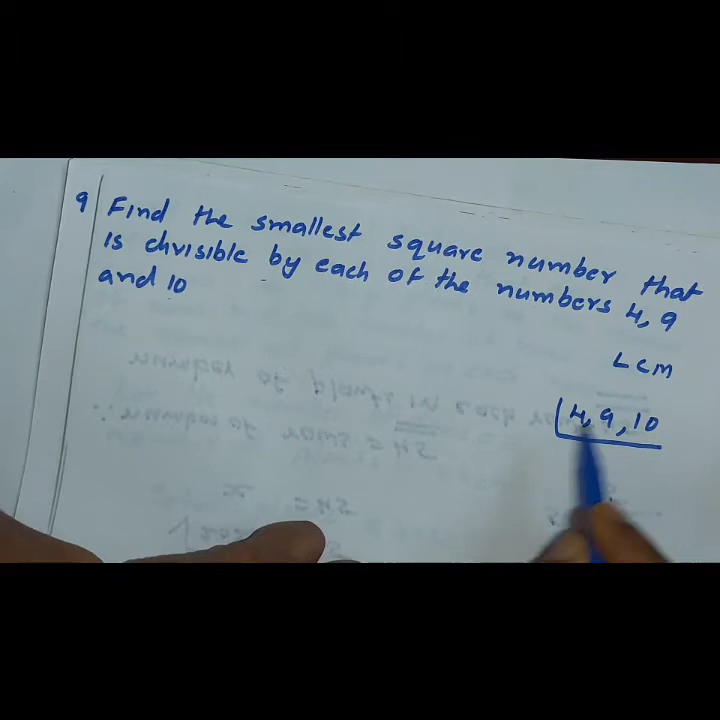 9 Find the smallest square number that
is divisible by each of the numbers 4, 9
and 10
LCM
4, 9, 10